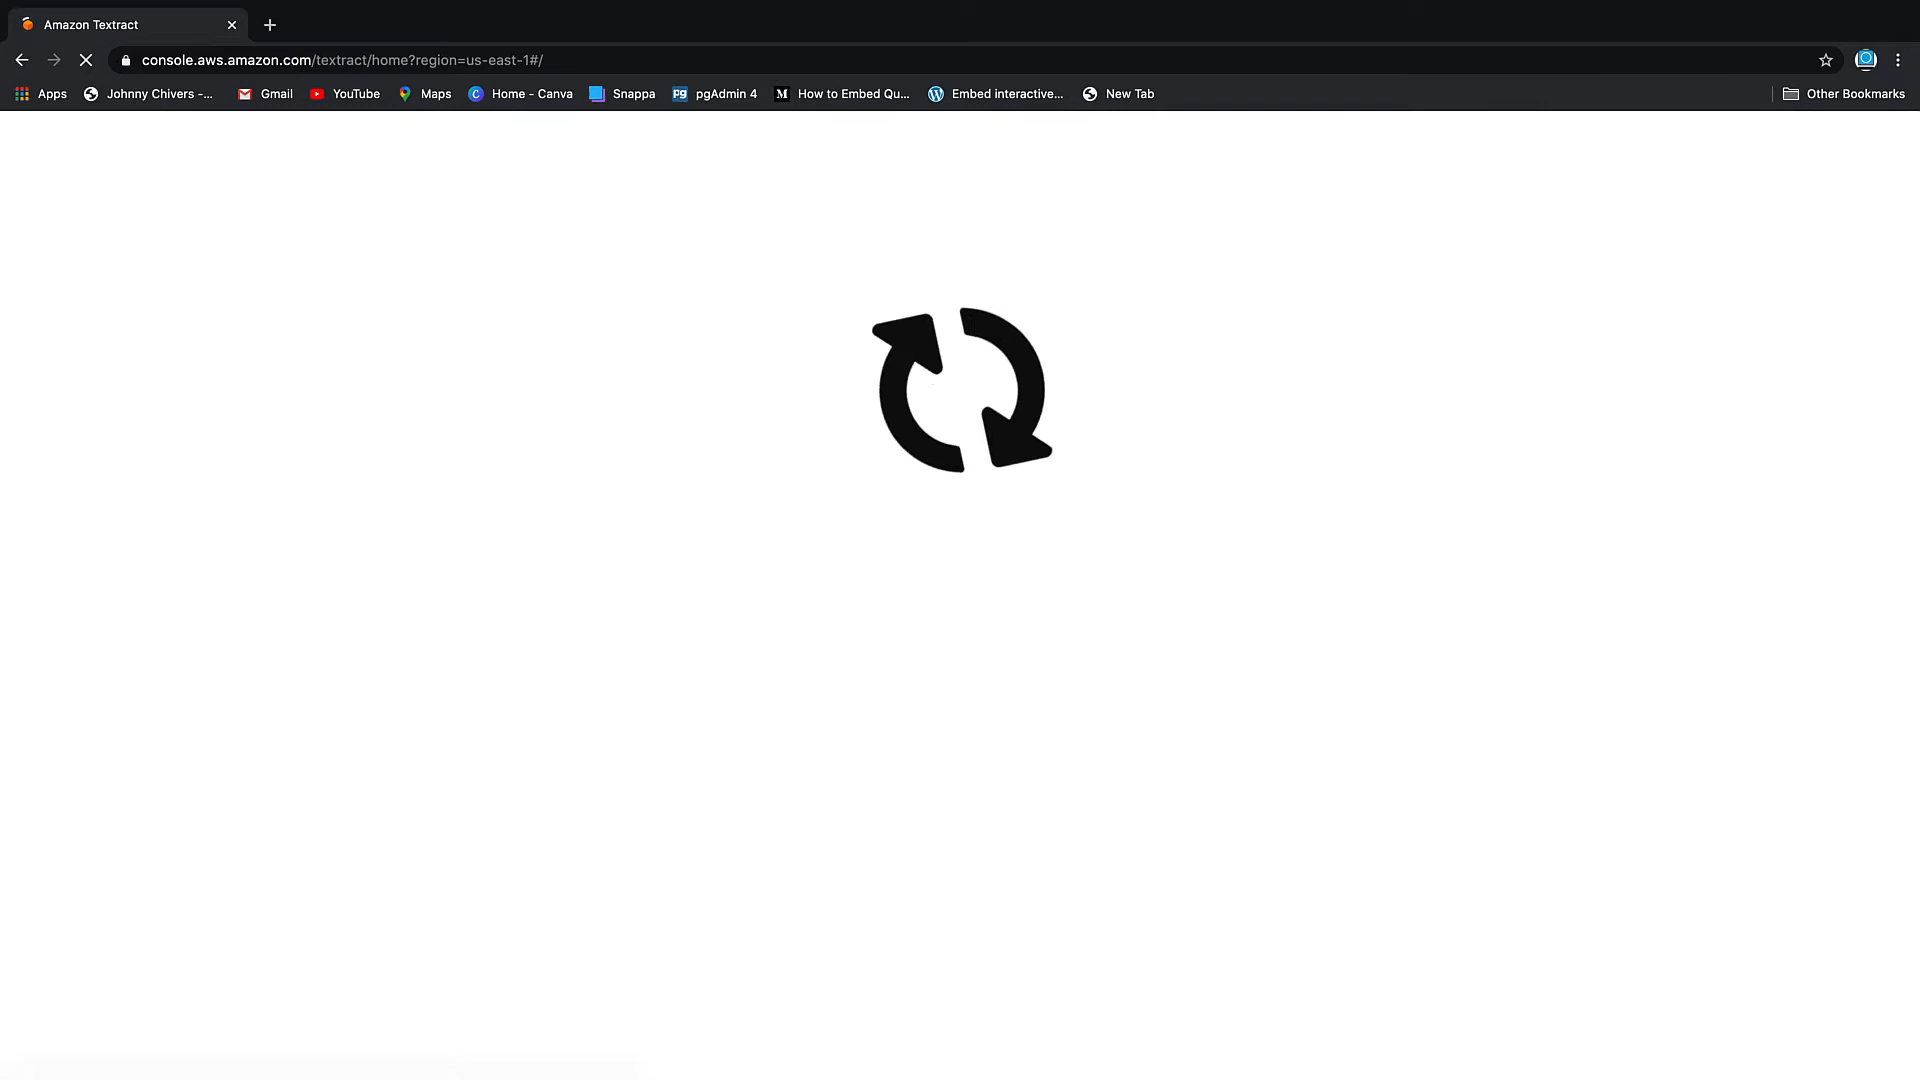 Amazon Textract
console.aws.amazon.com/textract/home?region=us-east-1#/
Apps Johnny Chivers -... Gmail YouTube Maps Home - Canva Snappa pgAdmin 4 How to Embed Qu... Embed interactive... New Tab Other Bookmarks